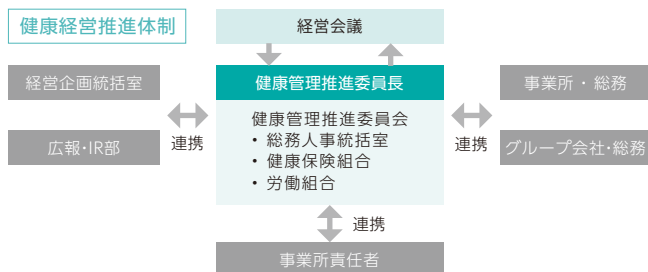 健康経営推進体制
経営会議
経営企画統括室
健康管理推進委員長
事業所・総務
健康管理推進委員会
・総務人事統括室
・健康保険組合
・労働組合
連携
連携
広報・IR部
グループ会社・総務
連携
事業所責任者